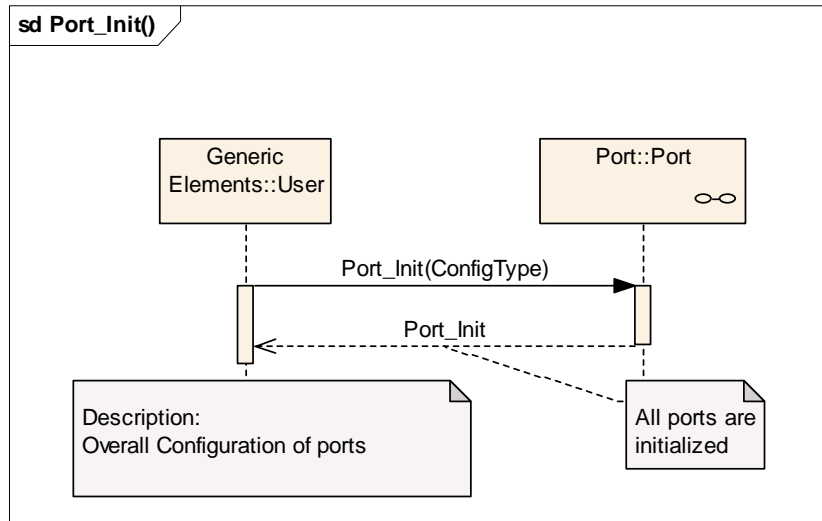 sd Port_Init()
Generic
Elements::User
Port::Port
Port_Init(ConfigType)
Port_Init
Description:
Overall Configuration of ports
All ports are
initialized